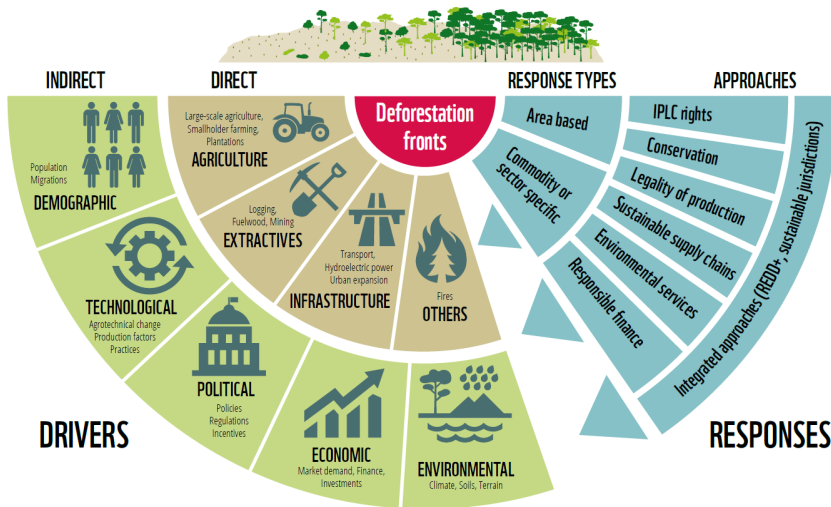 INDIRECT
DIRECT
RESPONSE TYPES
APPROACHES
Deforestation
fronts
Large-scale agriculture,
Smallholder farming,
Plantations
AGRICULTURE
Logging,
Fuelwood, Mining
EXTRACTIVES
Transport,
Hydroelectric power
Urban expansion
INFRASTRUCTURE
Fires
OTHERS
Population
Migrations
DEMOGRAPHIC
TECHNOLOGICAL
Agrotechnical change
Production factors
Practices
POLITICAL
Policies
Regulations
Incentives
ECONOMIC
Market demand, Finance,
Investments
ENVIRONMENTAL
Climate, Soils, Terrain
DRIVERS
Area based
Commodity or
sector specific
IPLC rights
Conservation
Legality of production
Sustainable supply chains
Environmental services
Responsible finance
Integrated approaches (REDD+, sustainable jurisdictions)
RESPONSES